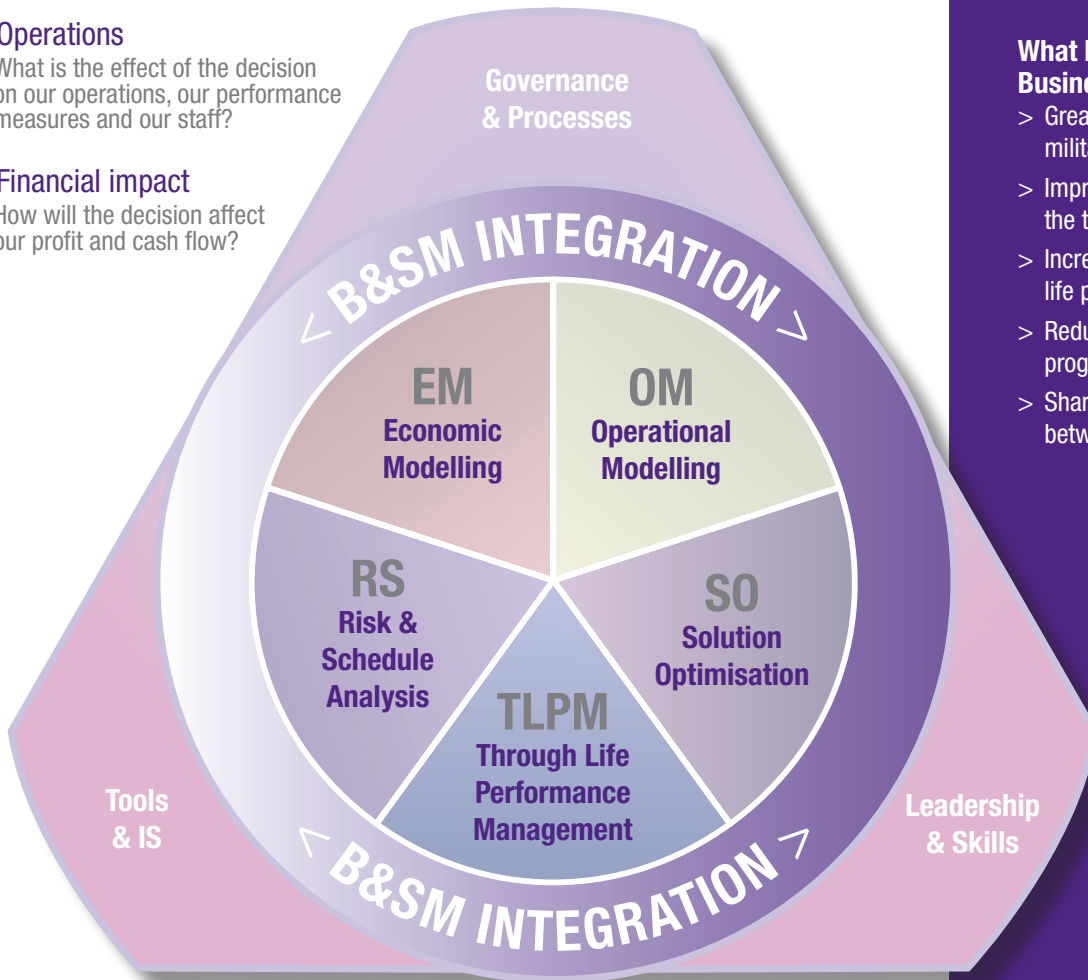 Operations
What is the effect of the decision
on our operations, our performance
measures and our staff?
Financial impact
How will the decision affect
our profit and cash flow?
Governance
& Processes
< B&SM INTEGRATION >
EM
Economic
Modelling
OM
Operational
Modelling
RS
Risk &
Schedule
Analysis
SO
Solution
Optimisation
TLPM
Through Life
Performance
Management
< B&SM INTEGRATION >
Tools
& IS
Leadership
& Skills
What
>
>
the
>
life
>
>